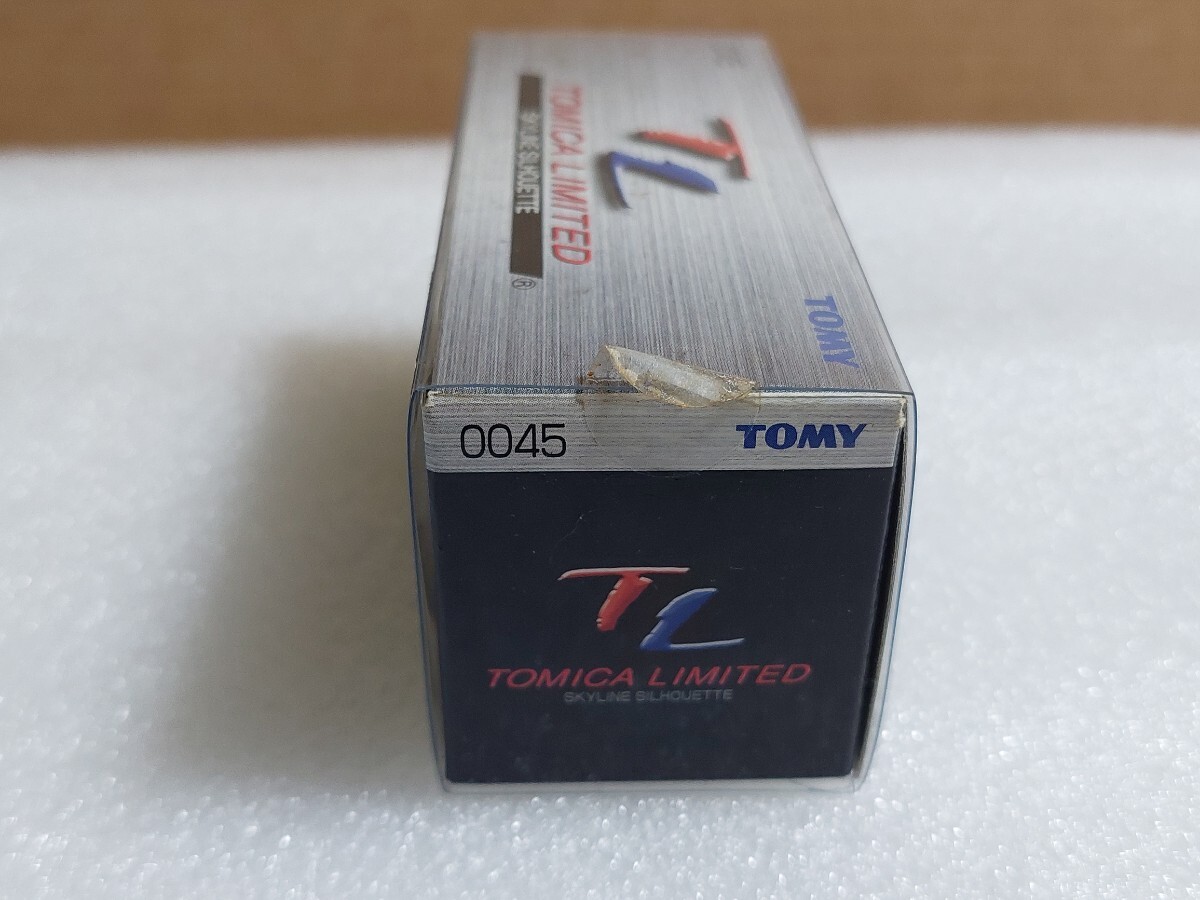 TL
TOMICA LIMITED
SKYLINE SILHOUETTE
®
TOMY
0045
TOMY
TL
TOMICA LIMITED
SKYLINE SILHOUETTE